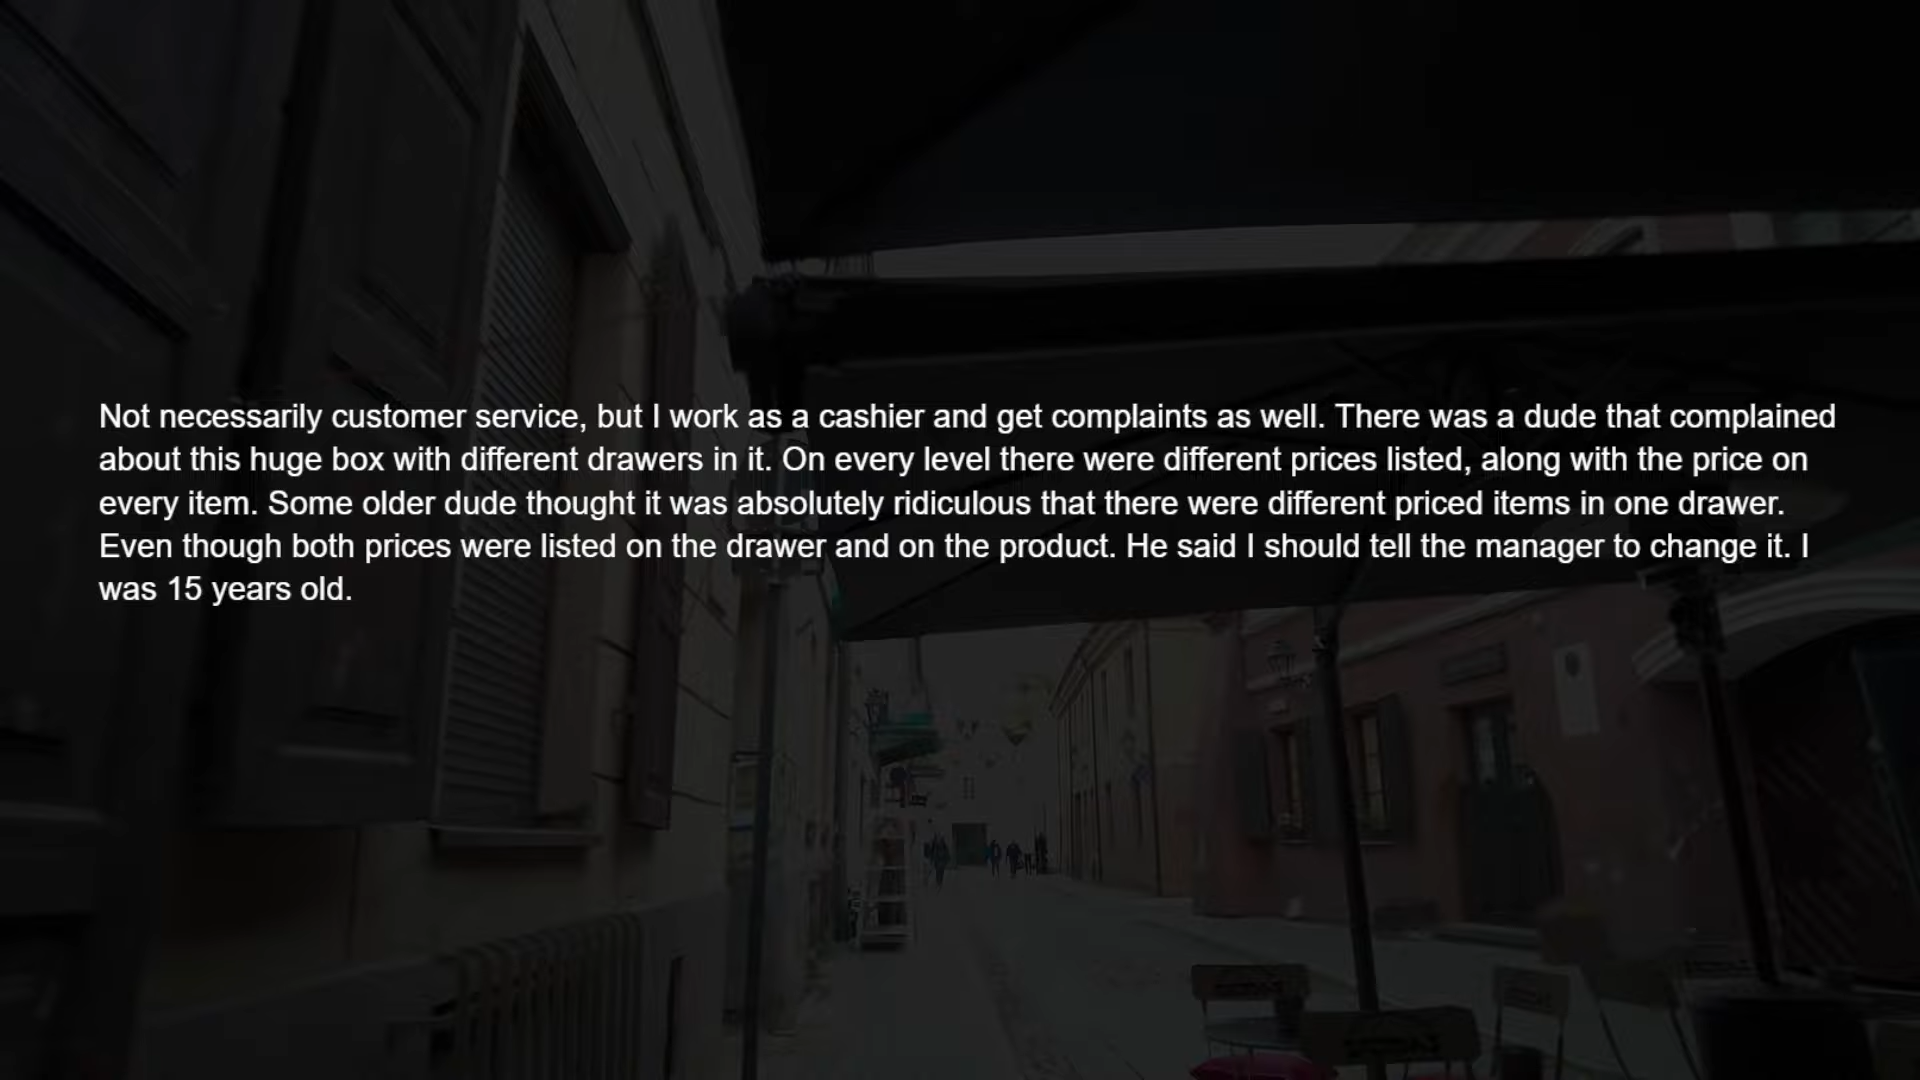 Not necessarily customer service, but I work as a cashier and get complaints as well. There was a dude that complained
about this huge box with different drawers in it. On every level there were different prices listed, along with the price on
every item. Some older dude thought it was absolutely ridiculous that there were different priced items in one drawer.
Even though both prices were listed on the drawer and on the product. He said I should tell the manager to change it. I
was 15 years old.